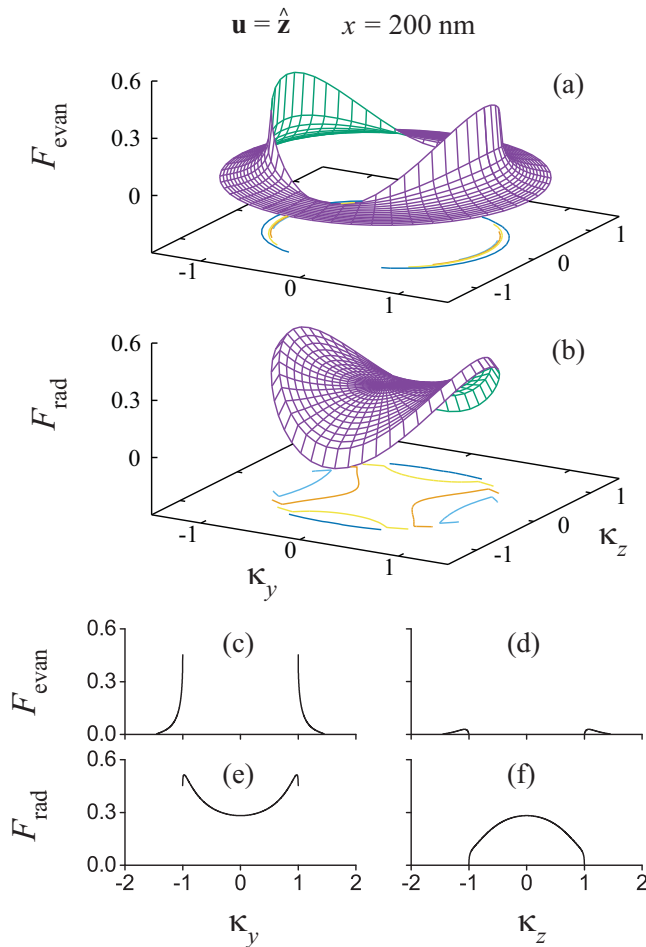 u = ẑ x = 200 nm
(a)
F_evan
0.6
0.3
0
-1
0
1
-1
0
1
(b)
F_rad
0.6
0.3
0
-1
0
1
-1
0
1
κ_y
κ_z
(c)
(d)
F_evan
0.6
0.3
0.0
(e)
(f)
F_rad
0.6
0.3
0.0
-2 -1 0 1 2 -2 -1 0 1 2
κ_y κ_z